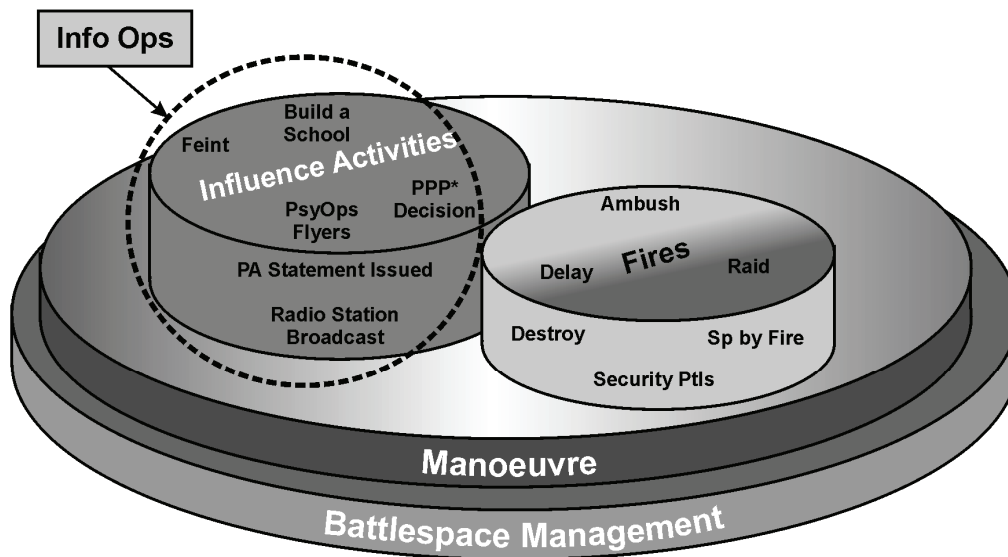 Info Ops
Build a
School
Feint
Influence Activities
PPP*
Decision
PsyOps
Flyers
PA Statement Issued
Radio Station
Broadcast
Ambush
Fires
Delay
Raid
Destroy
Sp by Fire
Security Ptls
Manoeuvre
Battlespace Management